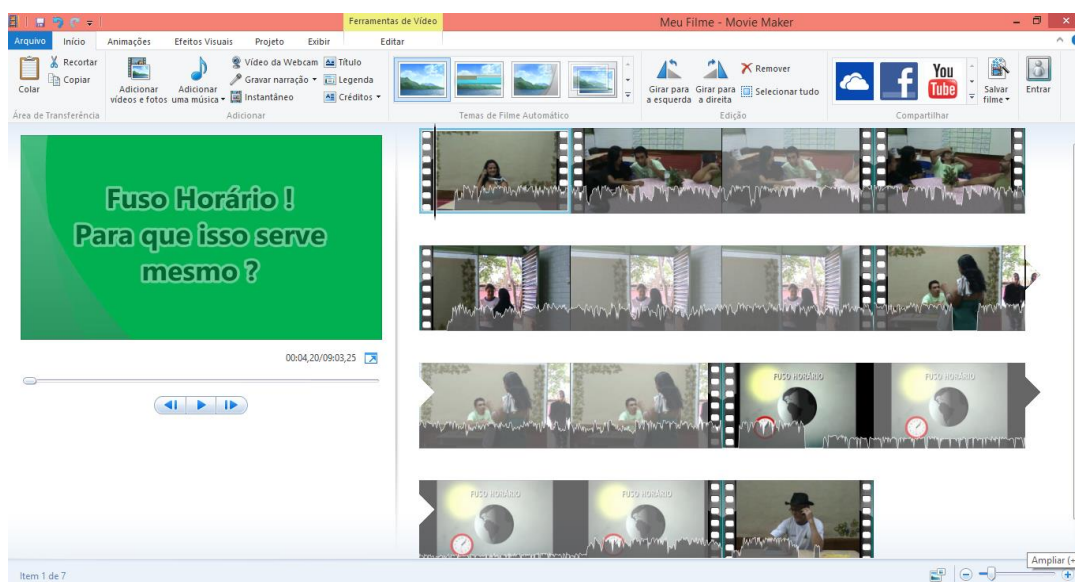 Ferramentas de Vídeo
Meu Filme - Movie Maker
Arquivo Início Animações Efeitos Visuais Projeto Exibir Editar
Colar
Recortar
Copiar
Área de Transferência
Adicionar vídeos e fotos
Adicionar uma música
Vídeo da Webcam
Gravar narração
Instantâneo
Título
Legenda
Créditos
Adicionar
Temas de Filme Automático
Girar para a esquerda
Girar para a direita
Remover
Selecionar tudo
Edição
f
You
Tube
Compartilhar
Salvar filme
Entrar
Fuso Horário !
Para que isso serve
mesmo ?
00:04,20/09:03,25
FUSO HORÁRIO
FUSO HORÁRIO
FUSO HORÁRIO
FUSO HORÁRIO
Item 1 de 7
Ampliar (+